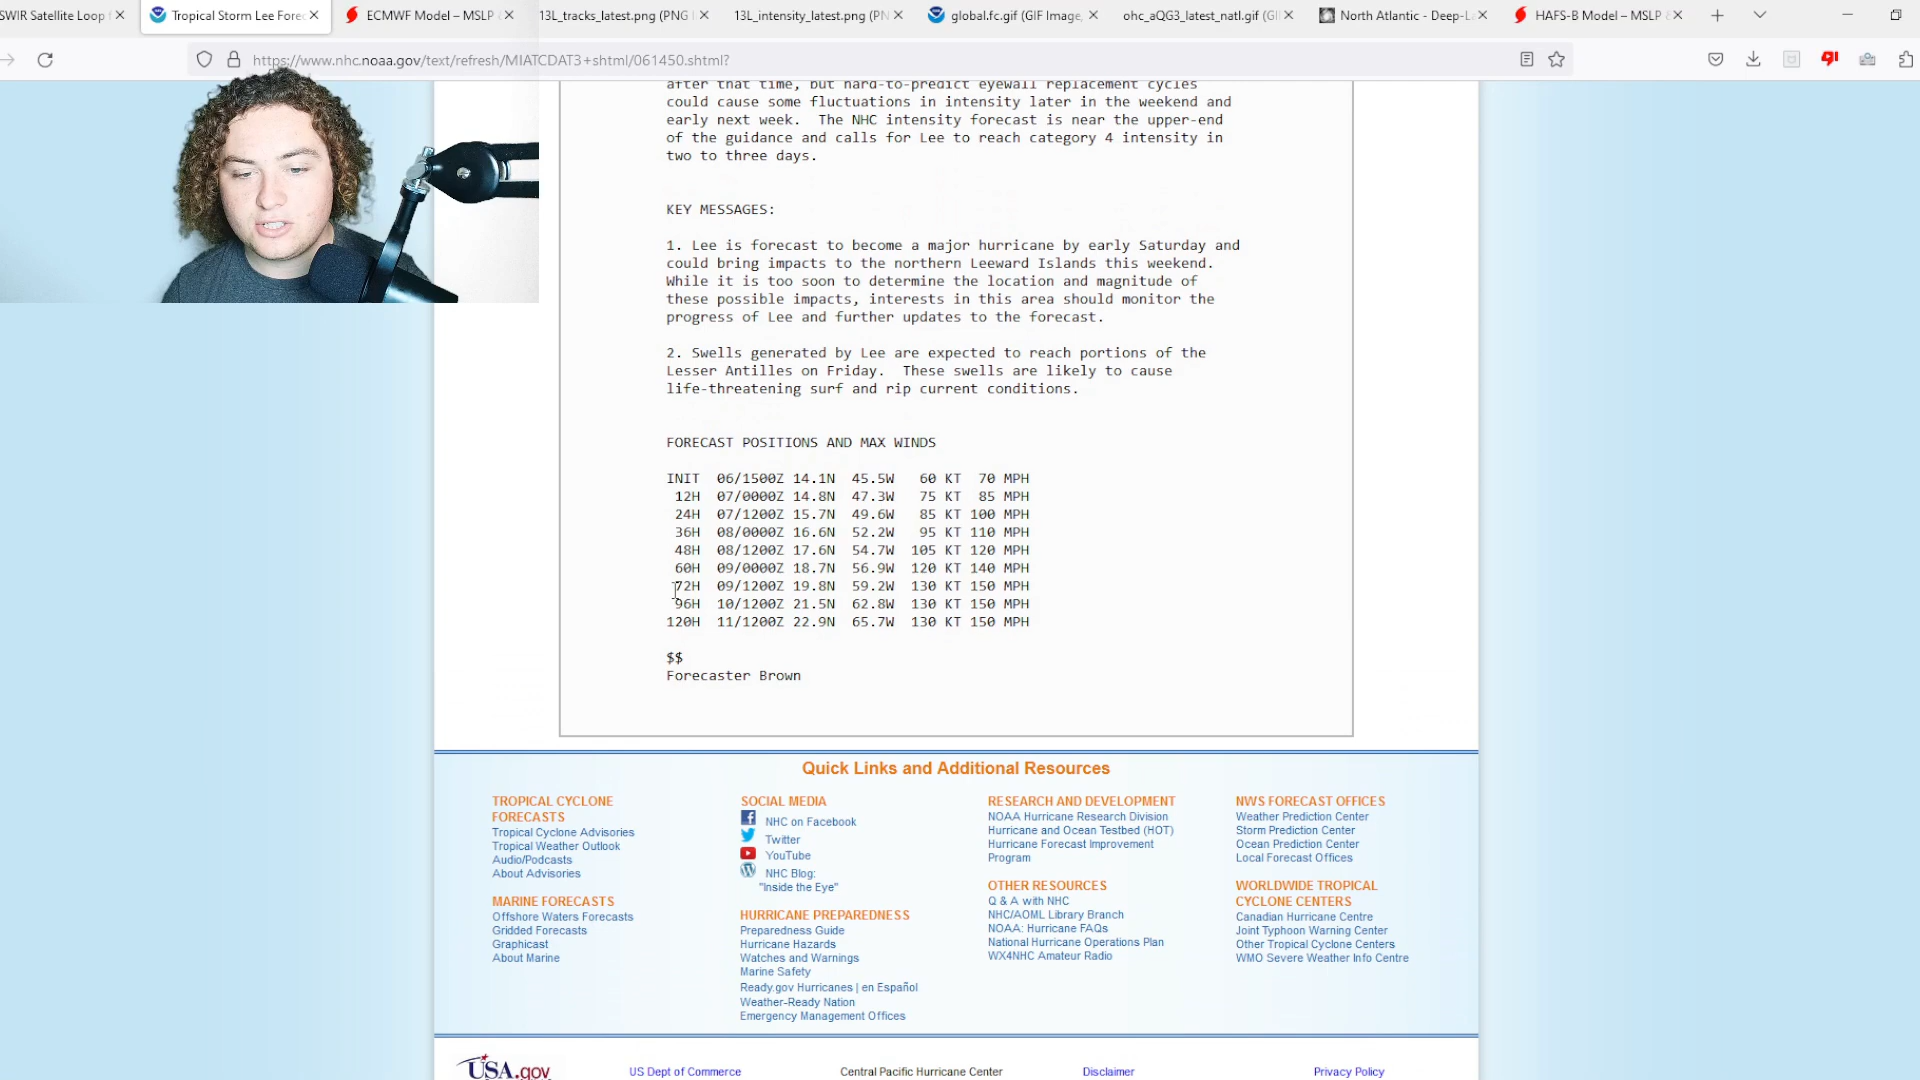 SWIR Satellite Loop f
Tropical Storm Lee Fore
ECMWF Model – MSLP
13L_tracks_latest.png (PNG I
13L_intensity_latest.png (PN
global.fc.gif (GIF Image,
ohc_aQG3_latest_natl.gif (GI
North Atlantic - Deep-La
HAFS-B Model – MSLP &
https://www.nhc.noaa.gov/text/refresh/MIATCDAT3+shtml/061450.shtml?
after that time, but hard-to-predict eyewall replacement cycles
could cause some fluctuations in intensity later in the weekend and
early next week. The NHC intensity forecast is near the upper-end
of the guidance and calls for Lee to reach category 4 intensity in
two to three days.
KEY MESSAGES:
1. Lee is forecast to become a major hurricane by early Saturday and
could bring impacts to the northern Leeward Islands this weekend.
While it is too soon to determine the location and magnitude of
these possible impacts, interests in this area should monitor the
progress of Lee and further updates to the forecast.
2. Swells generated by Lee are expected to reach portions of the
Lesser Antilles on Friday. These swells are likely to cause
life-threatening surf and rip current conditions.
FORECAST POSITIONS AND MAX WINDS
INIT 06/1500Z 14.1N 45.5W 60 KT 70 MPH
12H 07/0000Z 14.8N 47.3W 75 KT 85 MPH
24H 07/1200Z 15.7N 49.6W 85 KT 100 MPH
36H 08/0000Z 16.6N 52.2W 95 KT 110 MPH
48H 08/1200Z 17.6N 54.7W 105 KT 120 MPH
60H 09/0000Z 18.7N 56.9W 120 KT 140 MPH
72H 09/1200Z 19.8N 59.2W 130 KT 150 MPH
96H 10/1200Z 21.5N 62.8W 130 KT 150 MPH
120H 11/1200Z 22.9N 65.7W 130 KT 150 MPH
$$
Forecaster Brown
Quick Links and Additional Resources
TROPICAL CYCLONE
FORECASTS
Tropical Cyclone Advisories
Tropical Weather Outlook
Audio/Podcasts
About Advisories
MARINE FORECASTS
Offshore Waters Forecasts
Gridded Forecasts
Graphicast
About Marine
SOCIAL MEDIA
NHC on Facebook
Twitter
YouTube
NHC Blog:
"Inside the Eye"
HURRICANE PREPAREDNESS
Preparedness Guide
Hurricane Hazards
Watches and Warnings
Marine Safety
Ready.gov Hurricanes | en Español
Weather-Ready Nation
Emergency Management Offices
RESEARCH AND DEVELOPMENT
NOAA Hurricane Research Division
Hurricane and Ocean Testbed (HOT)
Hurricane Forecast Improvement
Program
OTHER RESOURCES
Q & A with NHC
NHC/AOML Library Branch
NOAA: Hurricane FAQs
National Hurricane Operations Plan
WX4NHC Amateur Radio
NWS FORECAST OFFICES
Weather Prediction Center
Storm Prediction Center
Ocean Prediction Center
Local Forecast Offices
WORLDWIDE TROPICAL
CYCLONE CENTERS
Canadian Hurricane Centre
Joint Typhoon Warning Center
Other Tropical Cyclone Centers
WMO Severe Weather Info Centre
USA.gov
US Dept of Commerce
Central Pacific Hurricane Center
Disclaimer
Privacy Policy